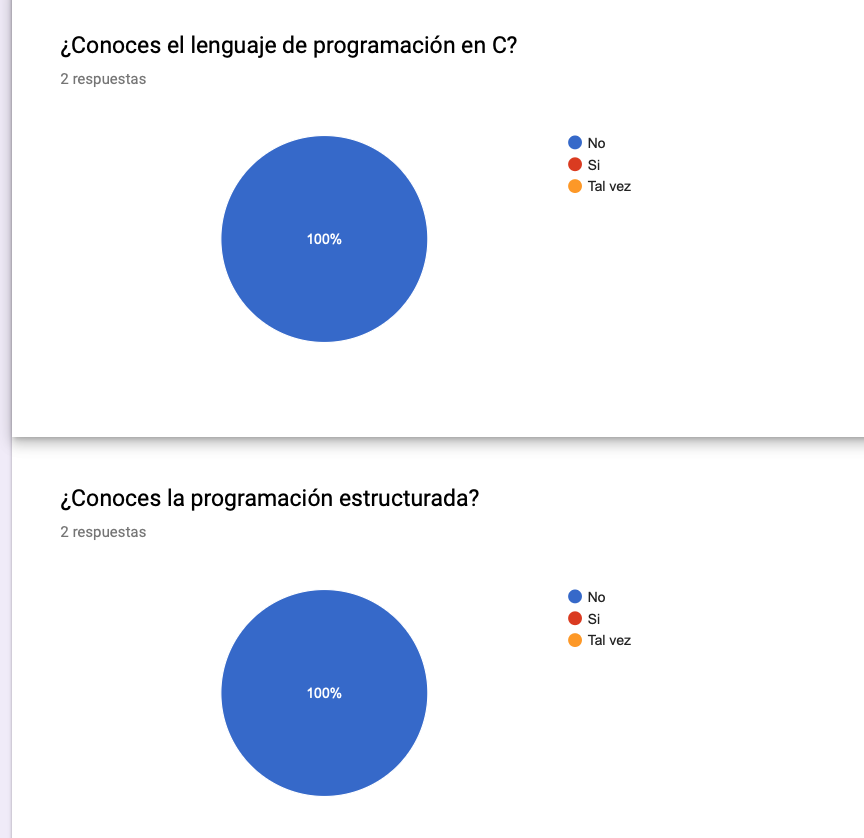 ¿Conoces el lenguaje de programación en C?
2 respuestas
No
Si
Tal vez
100%
¿Conoces la programación estructurada?
2 respuestas
No
Si
Tal vez
100%